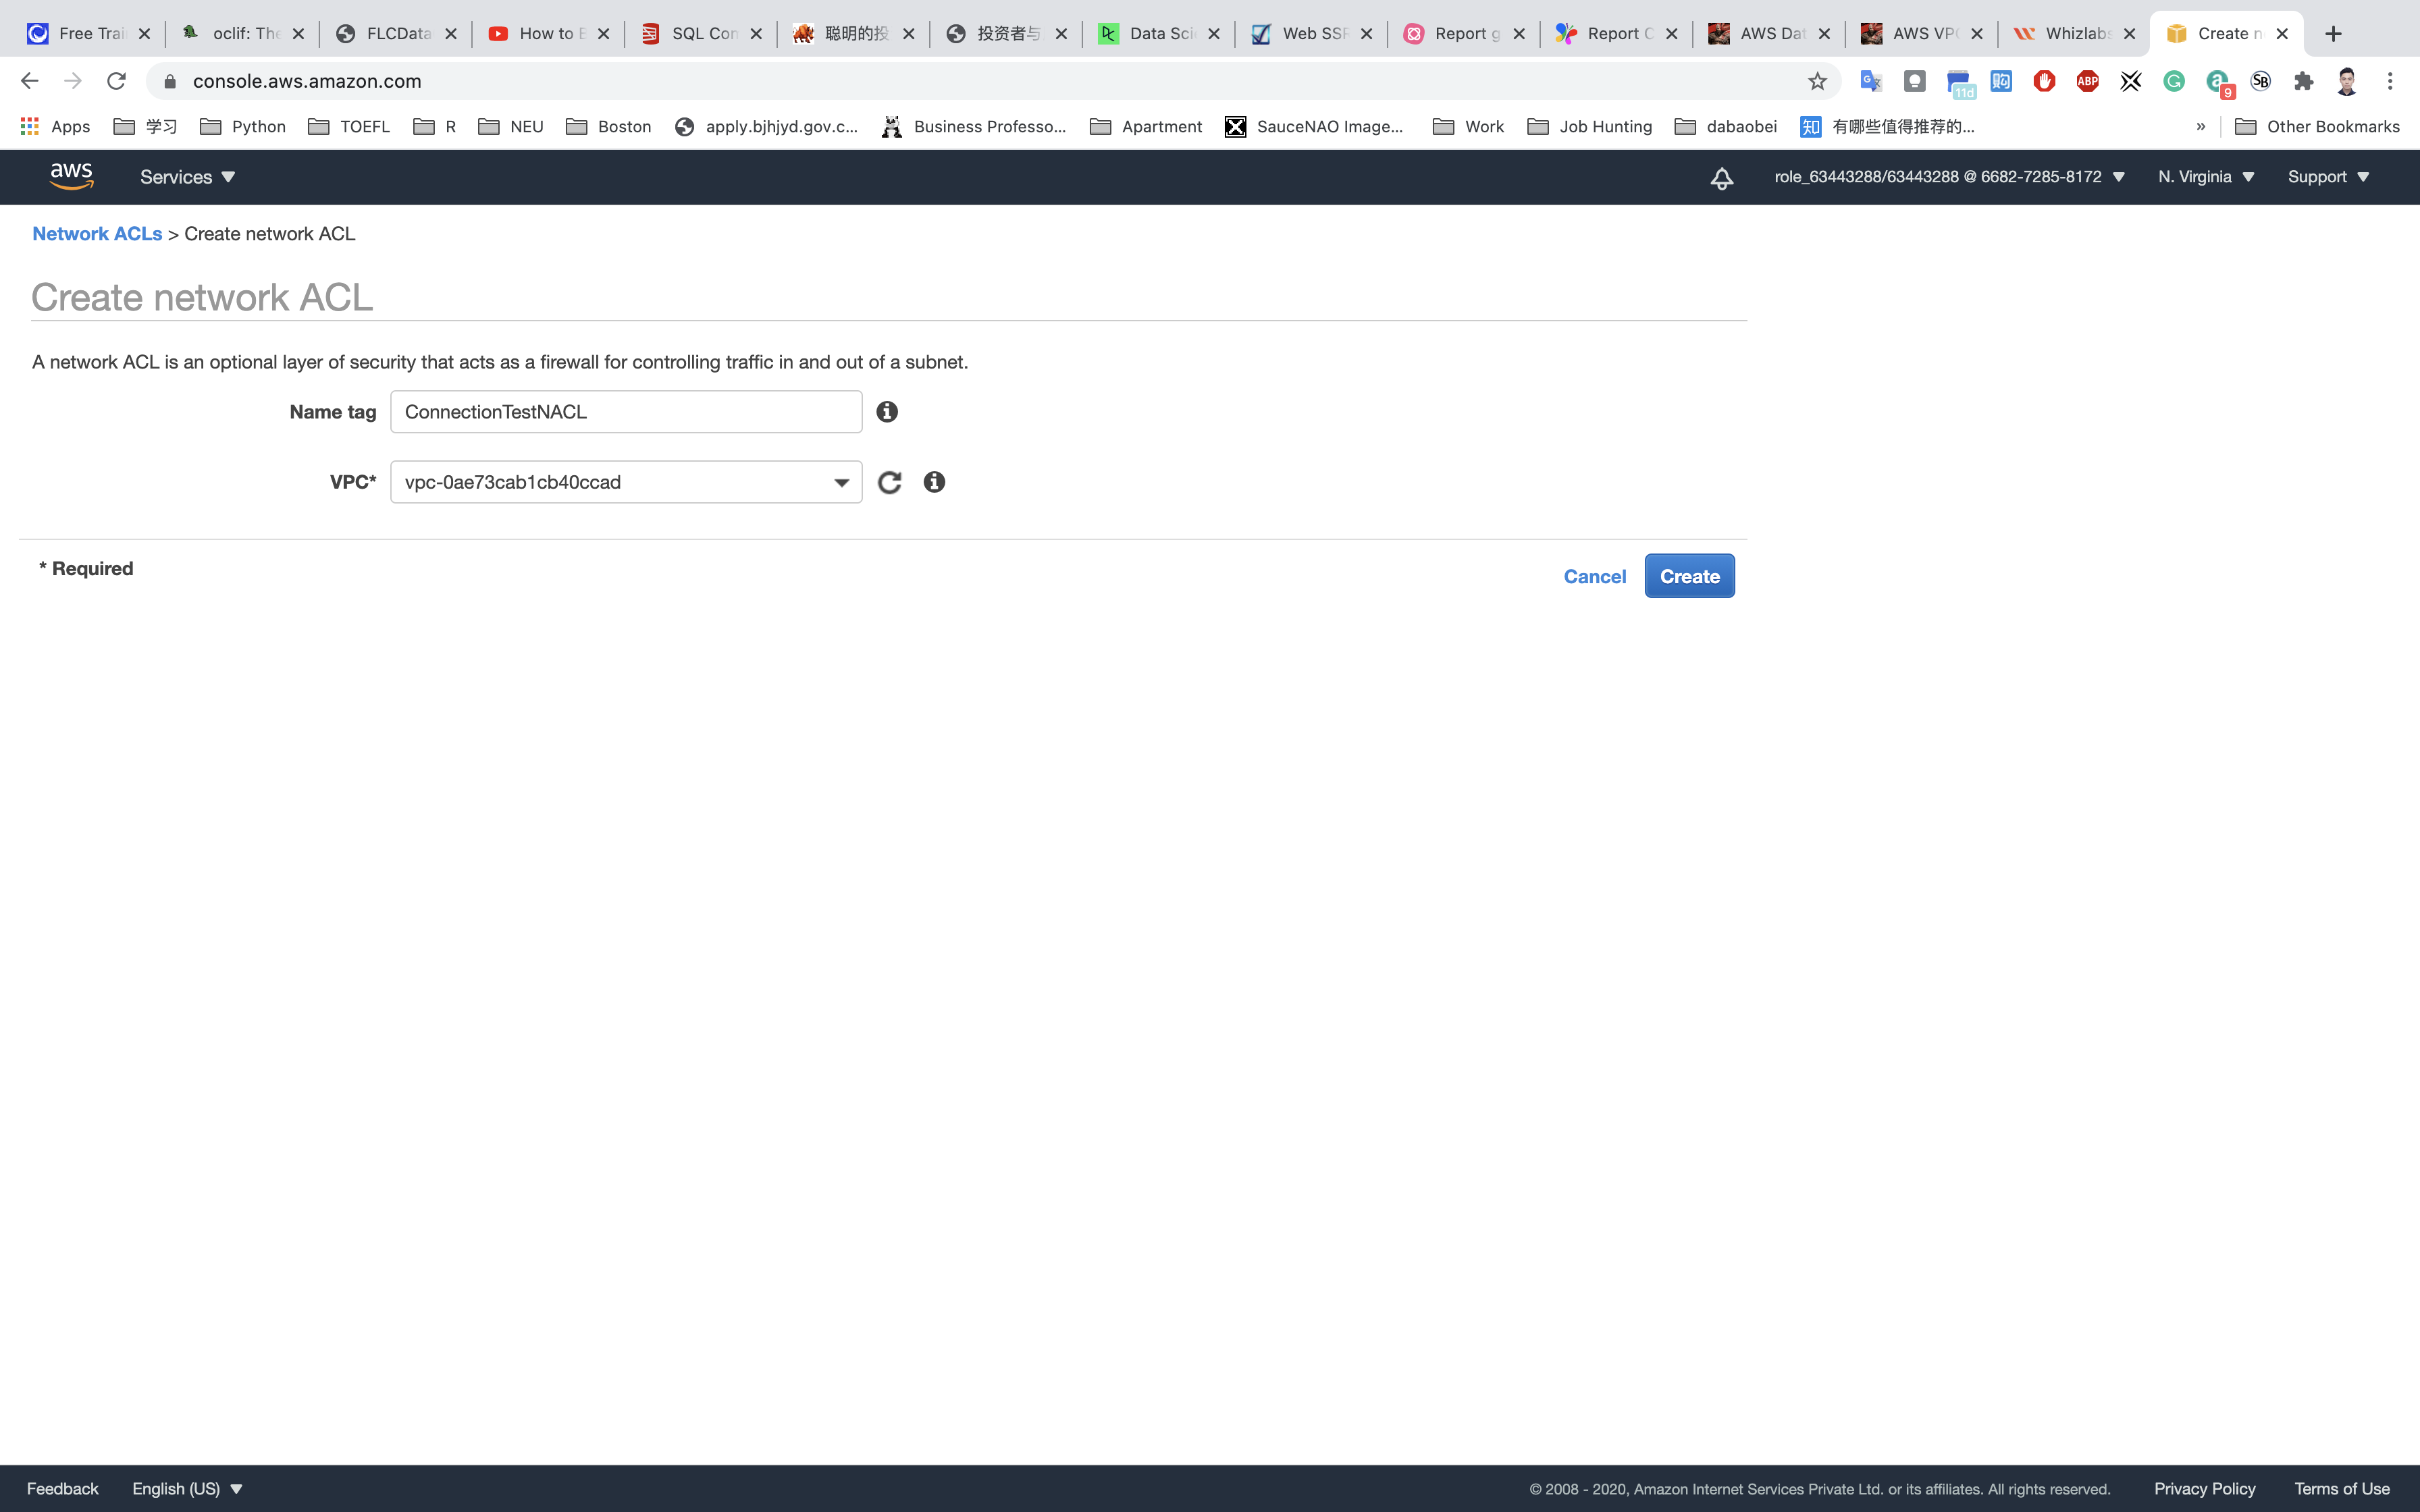 Free Trai
oclif: The
FLCData
How to E
SQL Con
聪明的投
投资者与
Data Sci
Web SSR
Report g
Report C
AWS Dat
AWS VPC
Whizlabs
Create n
console.aws.amazon.com
11d
ABP
9
SB
Apps
学习
Python
TOEFL
R
NEU
Boston
apply.bjhjyd.gov.c...
Business Professo...
Apartment
SauceNAO Image...
Work
Job Hunting
dabaobei
知 有哪些值得推荐的...
»
Other Bookmarks
aws
Services
role_63443288/63443288 @ 6682-7285-8172
N. Virginia
Support
Network ACLs > Create network ACL
Create network ACL
A network ACL is an optional layer of security that acts as a firewall for controlling traffic in and out of a subnet.
Name tag ConnectionTestNACL
VPC* vpc-0ae73cab1cb40ccad
* Required
Cancel
Create
Feedback
English (US)
© 2008 - 2020, Amazon Internet Services Private Ltd. or its affiliates. All rights reserved.
Privacy Policy
Terms of Use